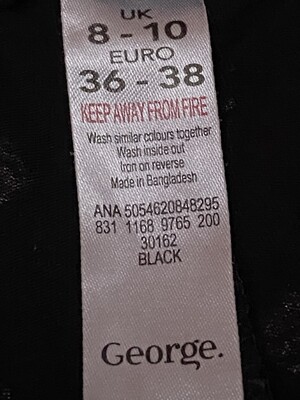 UK
8 - 10
EURO
36 - 38
KEEP AWAY FROM FIRE
Wash similar colours together
Wash inside out
Iron on reverse
Made in Bangladesh
ANA 5054620848295
831 1168 9765 200
30162
BLACK
George.